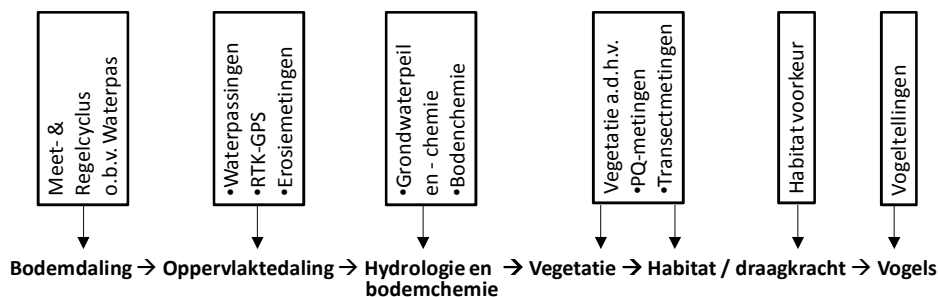 Meet- &
Regelcyclus
o.b.v. Waterpas
•Waterpassingen
•RTK-GPS
•Erosiemetingen
•Grondwaterpeil
en - chemie
•Bodenchemie
Vegetatie a.d.h.v.
•PQ-metingen
•Transectmetingen
Habitat voorkeur
Vogeltellingen
Bodemdaling → Oppervlaktedaling → Hydrologie en → Vegetatie → Habitat / draagkracht → Vogels
bodemchemie